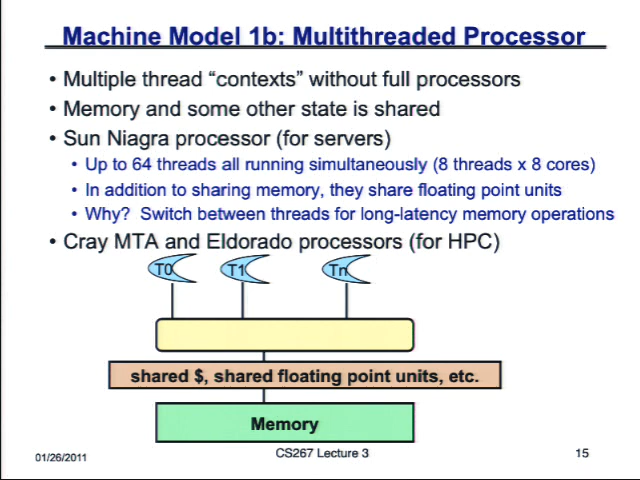 Machine Model 1b: Multithreaded Processor
• Multiple thread “contexts” without full processors
• Memory and some other state is shared
• Sun Niagra processor (for servers)
• Up to 64 threads all running simultaneously (8 threads x 8 cores)
• In addition to sharing memory, they share floating point units
• Why? Switch between threads for long-latency memory operations
• Cray MTA and Eldorado processors (for HPC)
T0 T1 Tn
shared $, shared floating point units, etc.
Memory
01/26/2011 CS267 Lecture 3 15